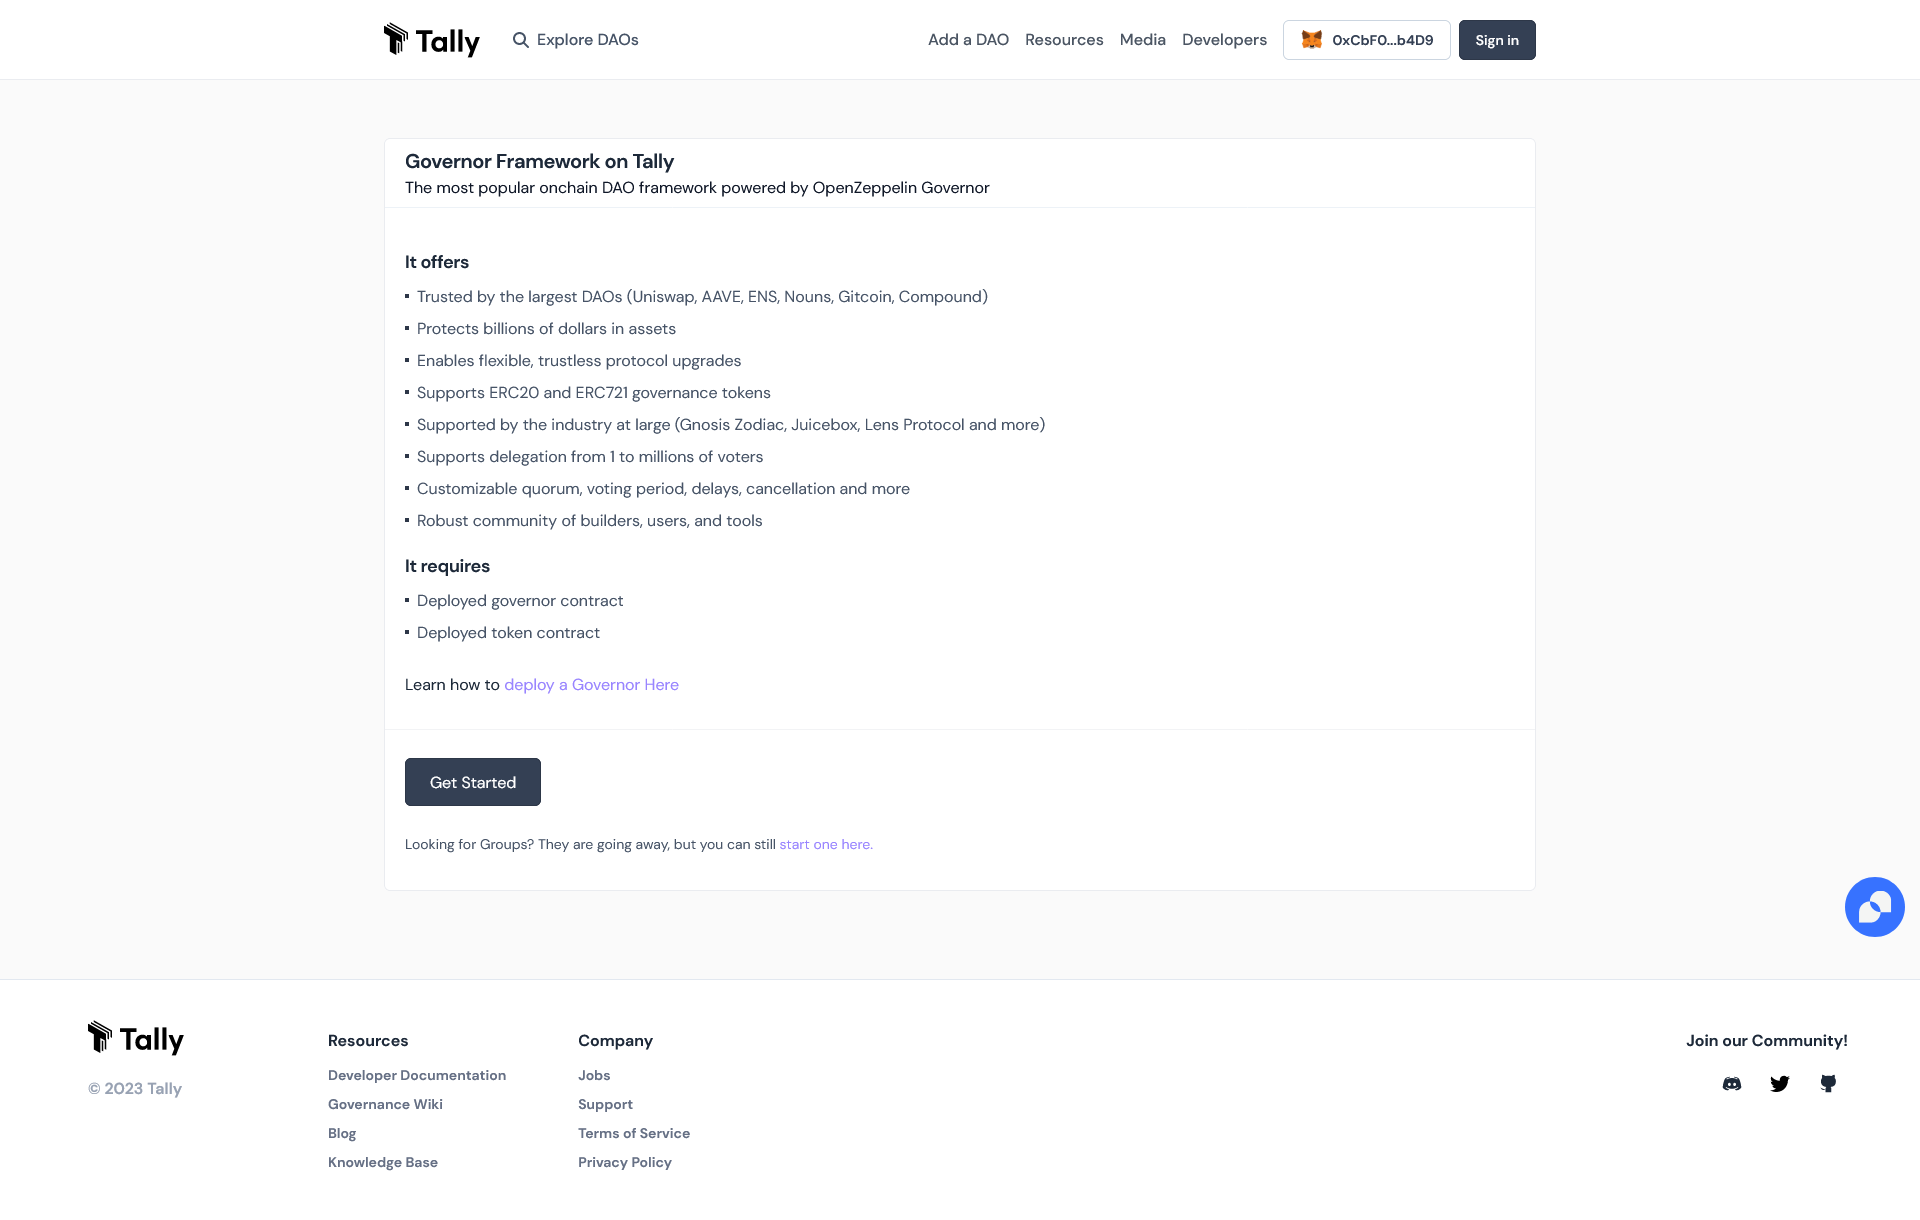 Tally
Explore DAOs
Add a DAO
Resources
Media
Developers
0xCbF0...b4D9
Sign in
Governor Framework on Tally
The most popular onchain DAO framework powered by OpenZeppelin Governor
It offers
Trusted by the largest DAOs (Uniswap, AAVE, ENS, Nouns, Gitcoin, Compound)
Protects billions of dollars in assets
Enables flexible, trustless protocol upgrades
Supports ERC20 and ERC721 governance tokens
Supported by the industry at large (Gnosis Zodiac, Juicebox, Lens Protocol and more)
Supports delegation from 1 to millions of voters
Customizable quorum, voting period, delays, cancellation and more
Robust community of builders, users, and tools
It requires
Deployed governor contract
Deployed token contract
Learn how to deploy a Governor Here
Get Started
Looking for Groups? They are going away, but you can still start one here.
Tally
© 2023 Tally
Resources
Developer Documentation
Governance Wiki
Blog
Knowledge Base
Company
Jobs
Support
Terms of Service
Privacy Policy
Join our Community!